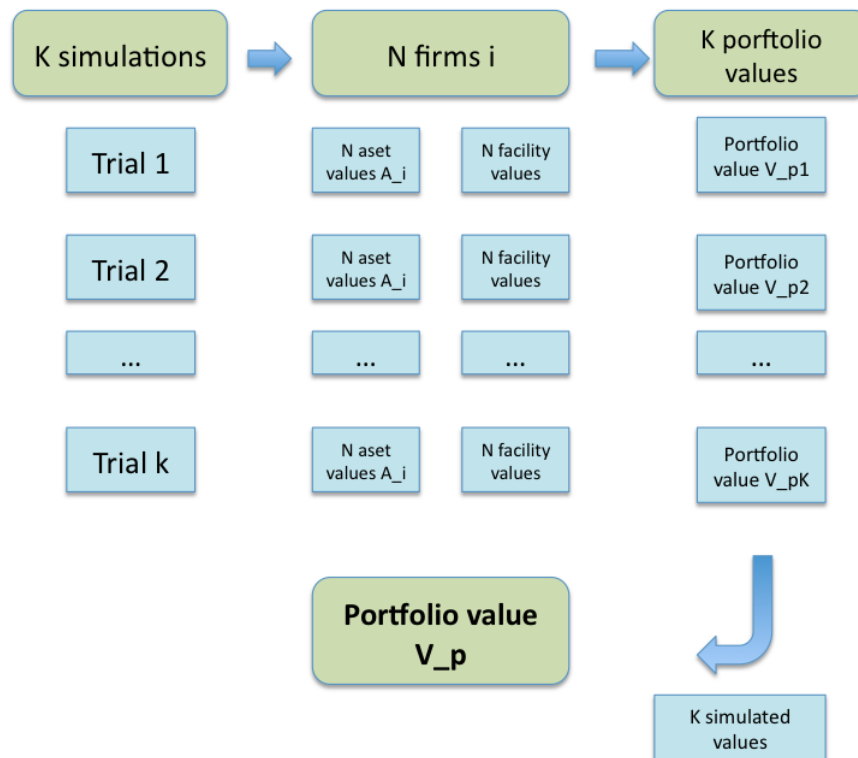 K simulations
N firms i
K porftolio
values
Trial 1
N aset
values A_i
N facility
values
Portfolio
value V_p1
Trial 2
N aset
values A_i
N facility
values
Portfolio
value V_p2
...
...
...
...
Trial k
N aset
values A_i
N facility
values
Portfolio
value V_pK
Portfolio value
V_p
K simulated
values